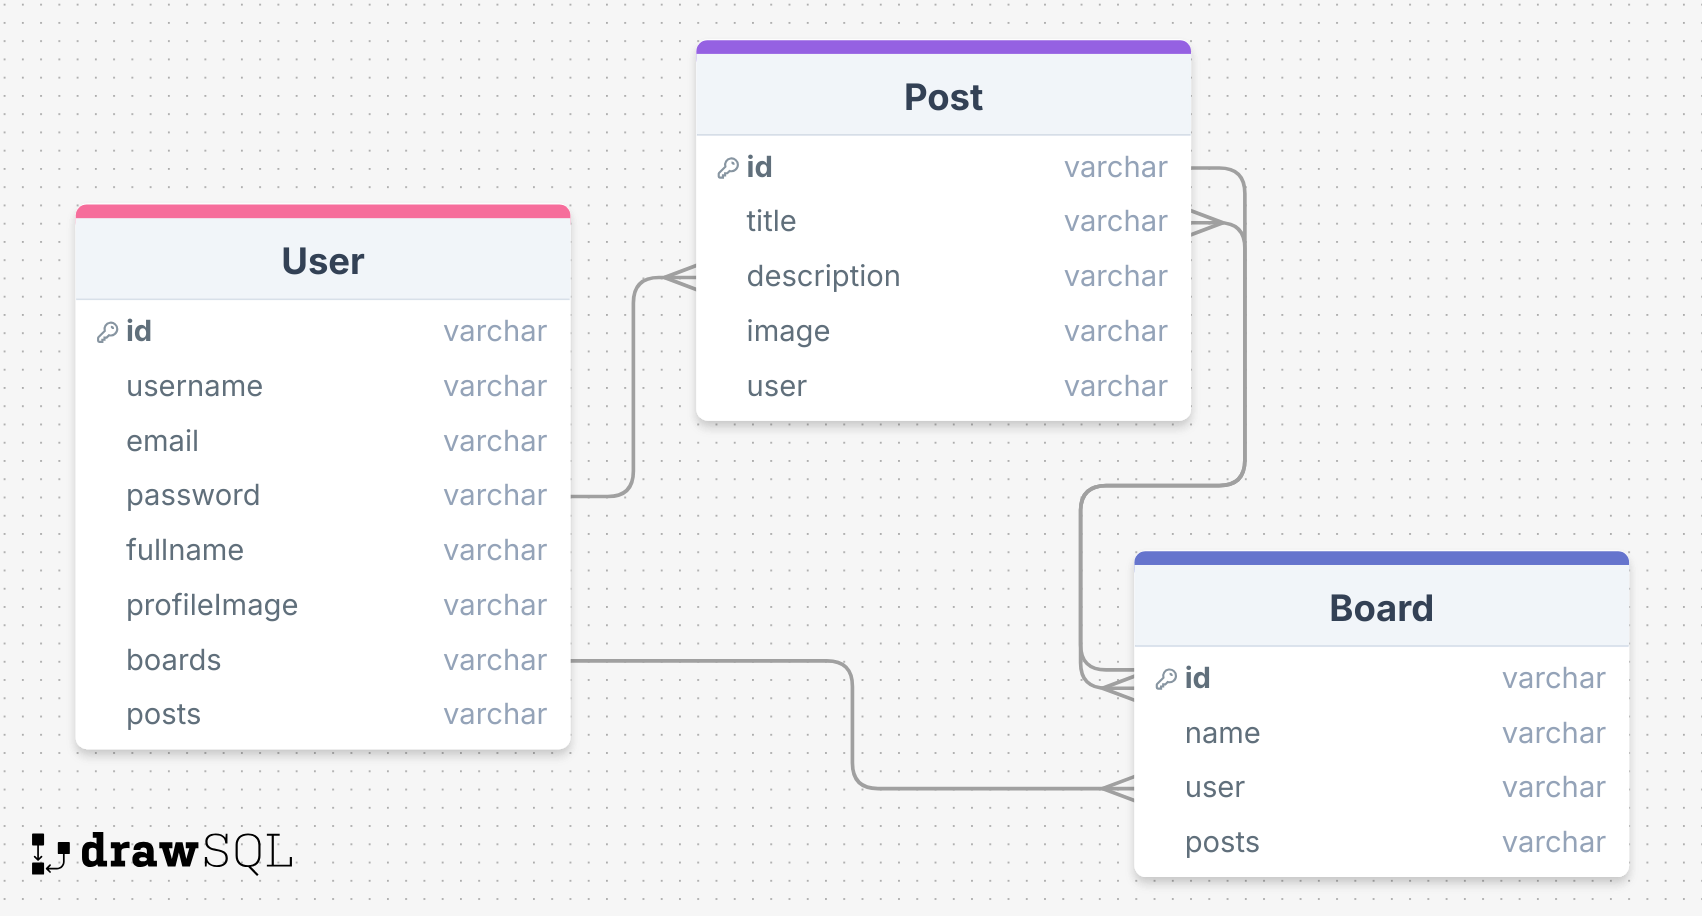 User
id varchar
username varchar
email varchar
password varchar
fullname varchar
profileImage varchar
boards varchar
posts varchar
Post
id varchar
title varchar
description varchar
image varchar
user varchar
Board
id varchar
name varchar
user varchar
posts varchar
drawSQL